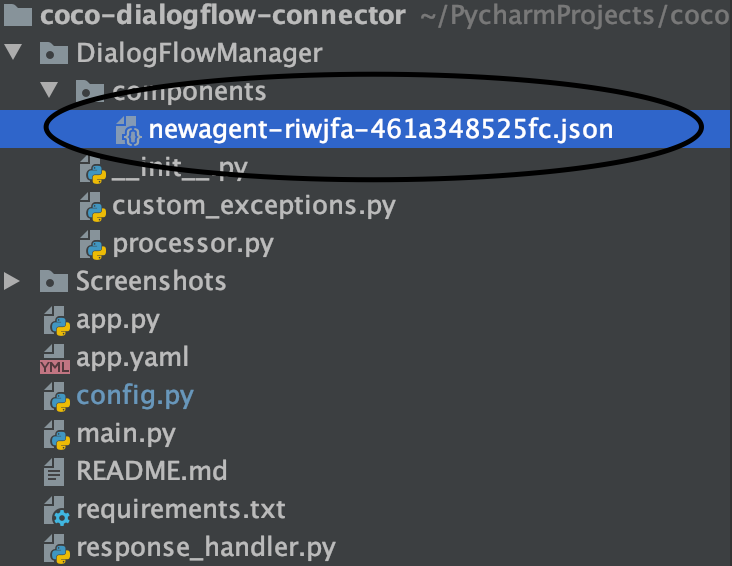 coco-dialogflow-connector ~/PycharmProjects/coco
DialogFlowManager
components
newagent-riwjfa-461a348525fc.json
__init__.py
custom_exceptions.py
processor.py
Screenshots
app.py
YML app.yaml
config.py
main.py
README.md
requirements.txt
response_handler.py